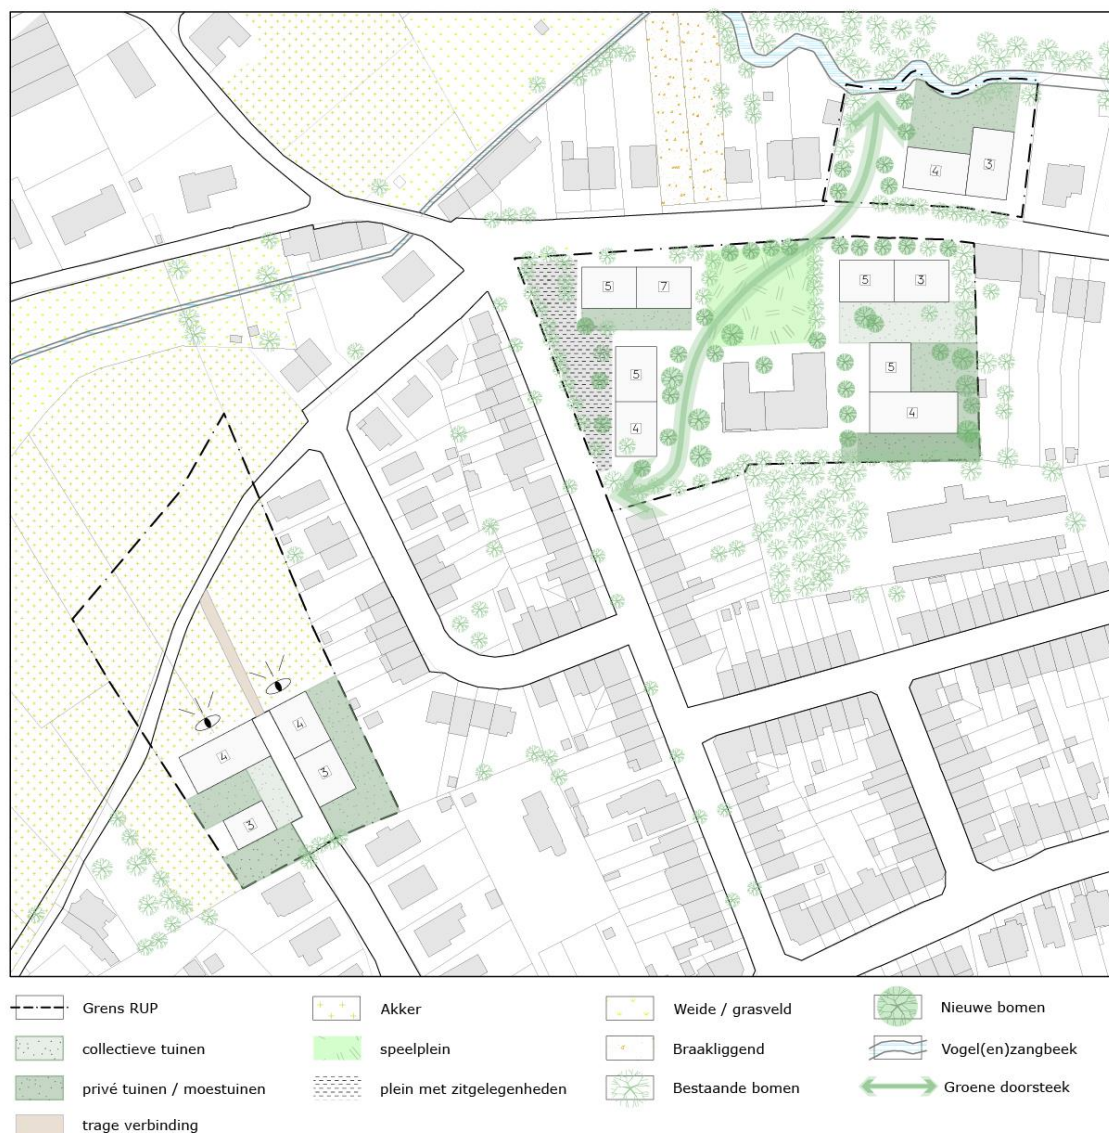 4
3
5
7
5
3
5
5
4
4
4
4
3
3
Grens RUP
Akker
Weide / grasveld
Nieuwe bomen
collectieve tuinen
speelplein
Braakliggend
Vogel(en)zangbeek
privé tuinen / moestuinen
plein met zitgelegenheden
Bestaande bomen
Groene doorsteek
trage verbinding